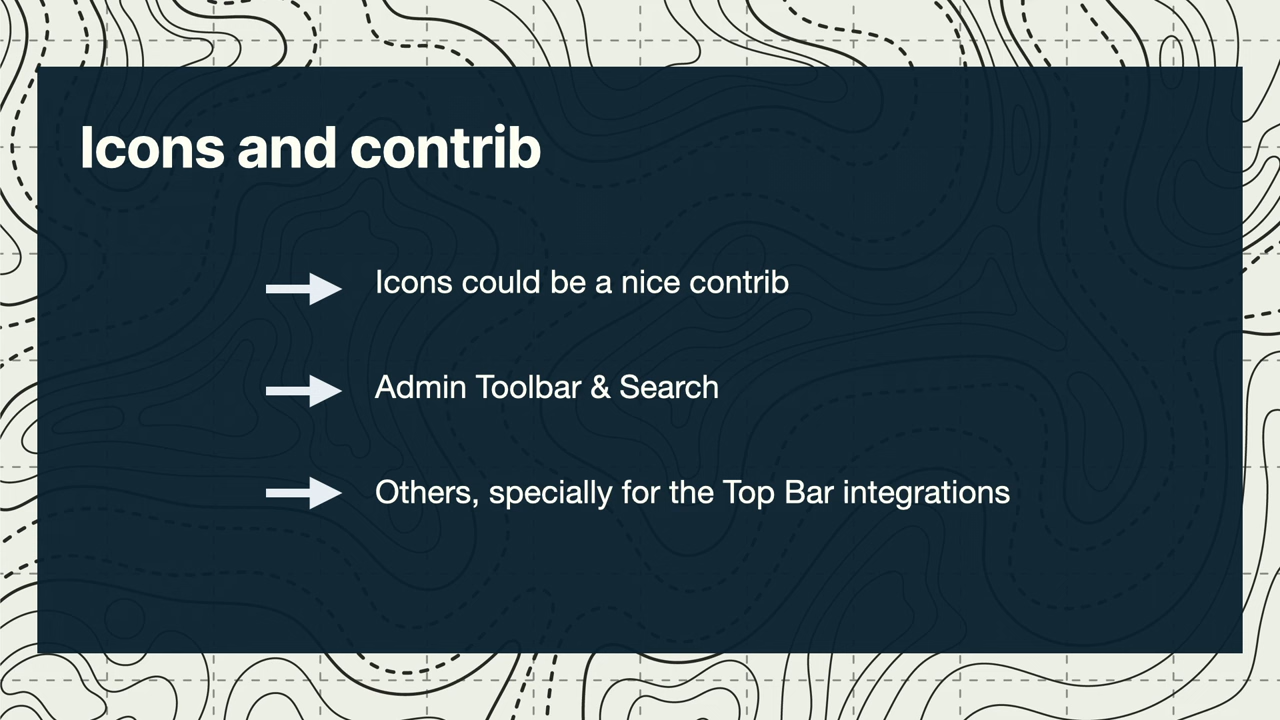 Icons and contrib
Icons could be a nice contrib
Admin Toolbar & Search
Others, specially for the Top Bar integrations